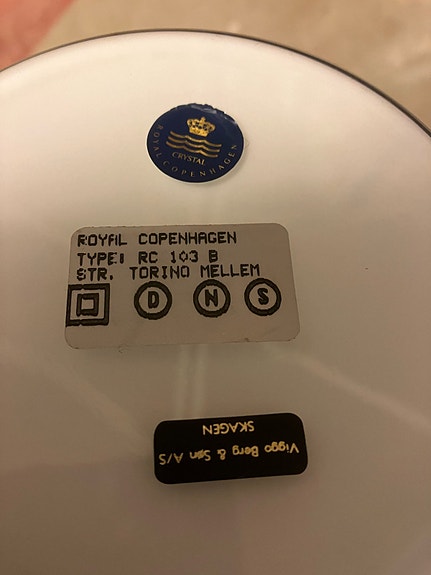 CRYSTAL
ROYAL COPENHAGEN
ROYAL COPENHAGEN
TYPE: RC 103 B
STR. TORINO MELLEM
D N S
Viggo Berg & Søn A/S
SKAGEN